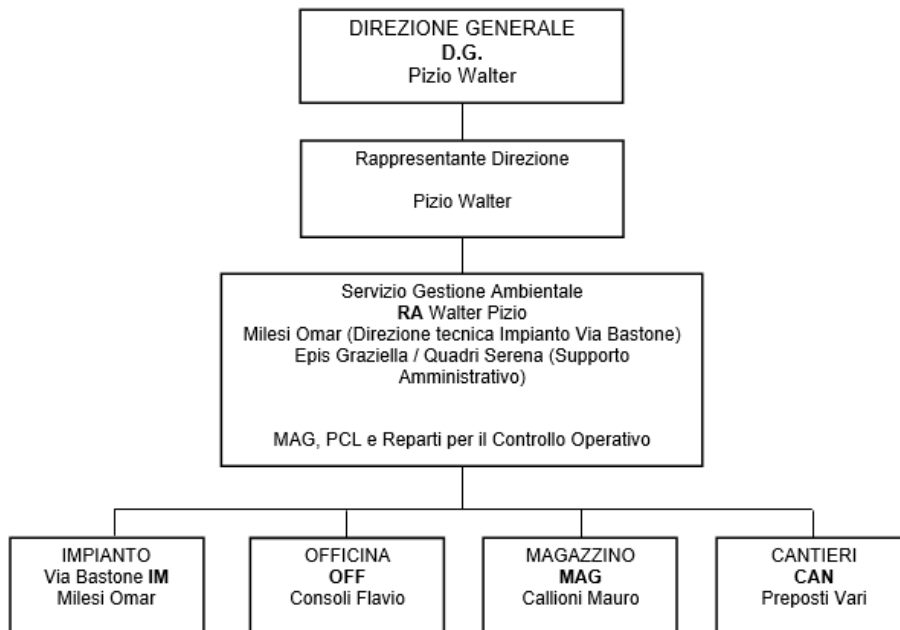 DIREZIONE GENERALE
D.G.
Pizio Walter
Rappresentante Direzione
Pizio Walter
Servizio Gestione Ambientale
RA Walter Pizio
Milesi Omar (Direzione tecnica Impianto Via Bastone)
Epis Graziella / Quadri Serena (Supporto
Amministrativo)
MAG, PCL e Reparti per il Controllo Operativo
IMPIANTO
Via Bastone IM
Milesi Omar
OFFICINA
OFF
Consoli Flavio
MAGAZZINO
MAG
Callioni Mauro
CANTIERI
CAN
Preposti Vari